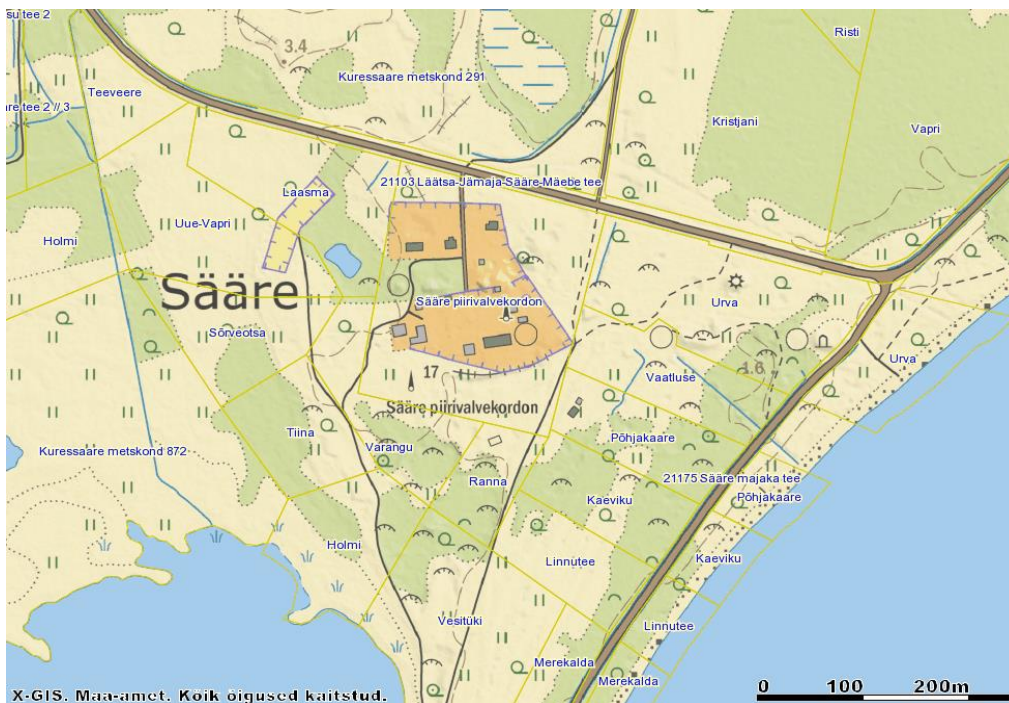 su tee 2
Risti
3.4
Kuressaare metskond 291
Teeveere
äre tee 2 // 3
Kristjani
Vapri
21103 Läätsa-Jämaja-Sääre-Mäebe tee
Laasma
Uue-Vapri
Holmi
Sääre
Sääre piirivalvekordon
Urva
Sõrveotsa
Urva
1.6
17
Vaatluse
Sääre piirivalvekordon
Tiina
Varangu
Põhjakaare
Kuressaare metskond 872
Ranna
21175 Sääre majaka tee
Kaeviku
Põhjakaare
Holmi
Linnutee
Kaeviku
Vesitüki
Linnutee
Merekalda
Merekalda
0 100 200m
X-GIS. Maa-amet. Kõik õigused kaitstud.